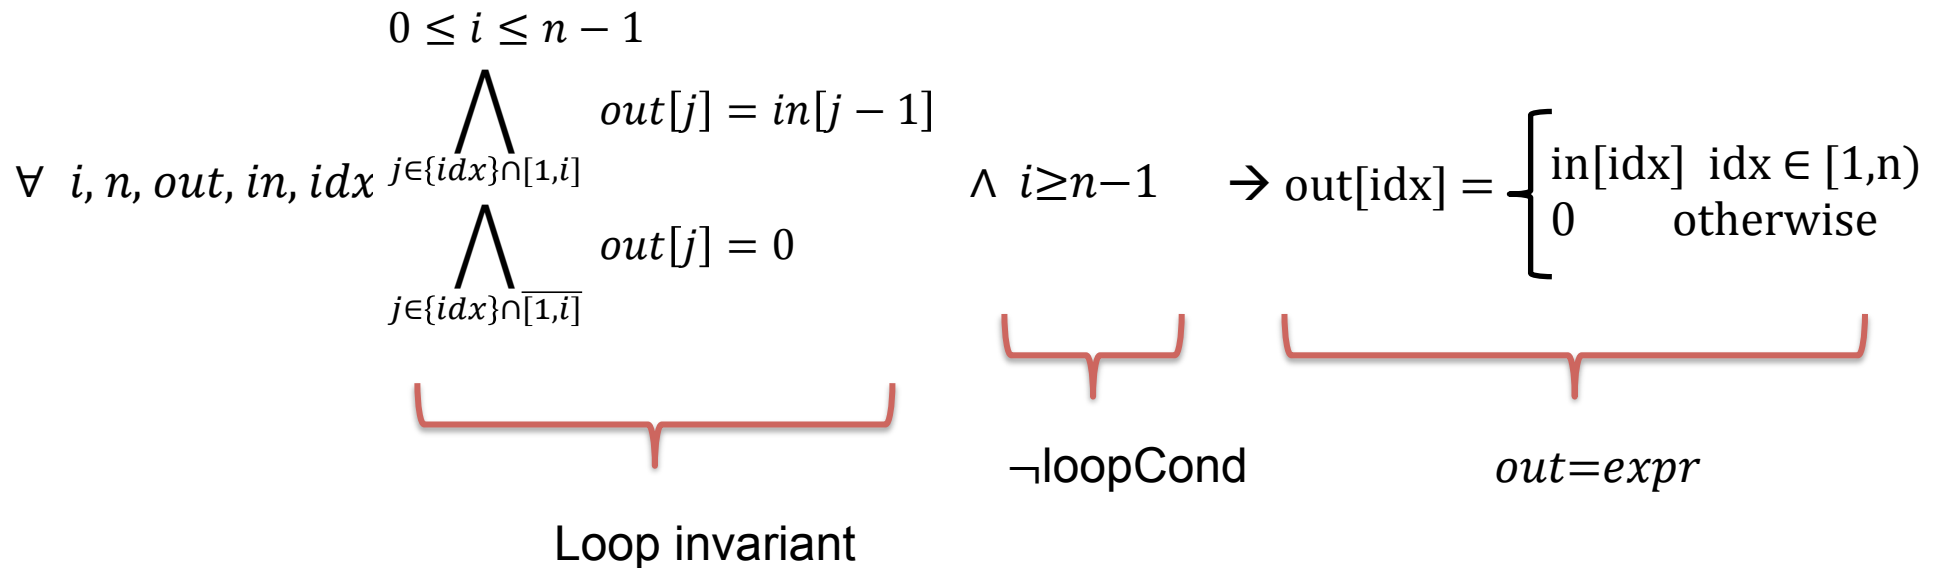 0 ≤ i ≤ n − 1
⋀ out[j] = in[j − 1]
∀ i, n, out, in, idx j∈{idx}∩[1,i] ∧ i≥n−1 → out[idx] = { in[idx] idx ∈ [1,n)
0 otherwise
⋀ out[j] = 0
j∈{idx}∩\overline{[1,i]}
¬loopCond
out=expr
Loop invariant